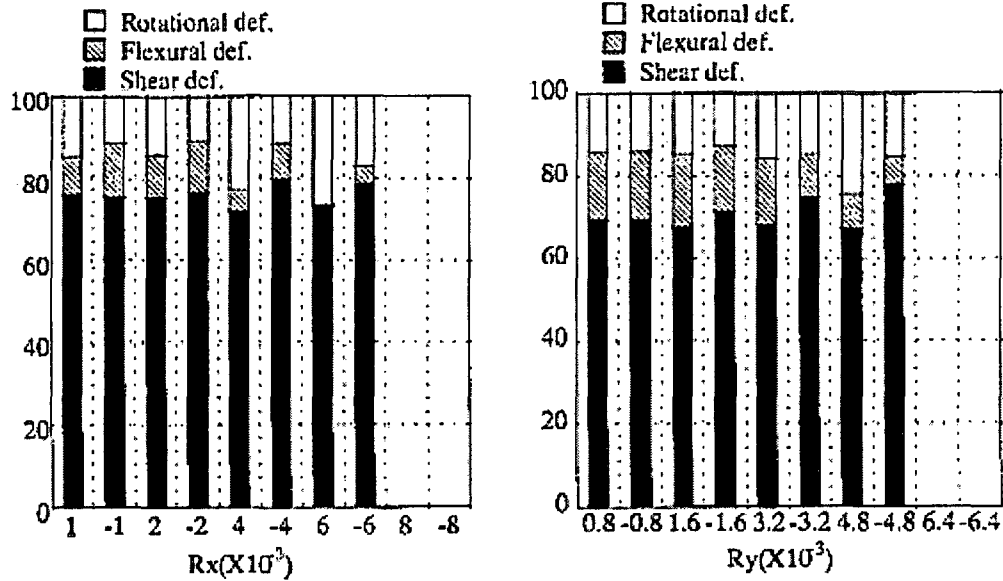 Rotational def.
Flexural def.
Shear def.
100
80
60
40
20
0
1 -1 2 -2 4 -4 6 -6 8 -8
Rx(X10⁻³)
Rotational def.
Flexural def.
Shear def.
100
80
60
40
20
0
0.8 -0.8 1.6 -1.6 3.2 -3.2 4.8 -4.8 6.4 -6.4
Ry(X10⁻³)